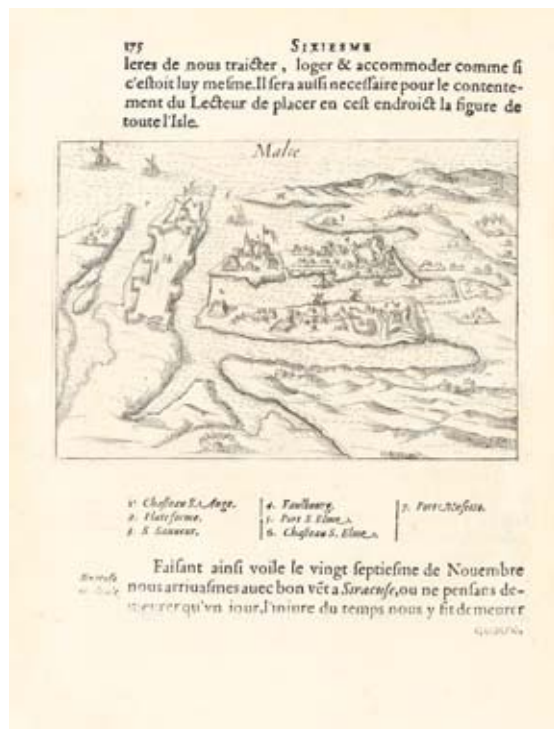 175 SIXIESME
leres de nous traicter, loger & accommoder comme si
c'estoit luy mesme. Il sera aussi necessaire pour le contente-
ment du Lecteur de placer en cest endroict la figure de
toute l'Isle.
Malte
1. Chasteau S. Ange.
2. Plateforme.
3. S. Sauueur.
4. Faulbourg.
5. Port S. Elme
6. Chasteau S. Elme
7. Port
Faisant ainsi voile le vingt septiesme de Nouembre
nous arriuasmes auec bon vēt a Siracuse, ou ne pensans de-
meurer qu'vn iour, l'iniure du temps nous y fit demeurer